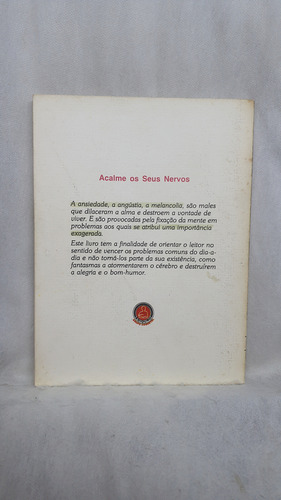 Acalme os Seus Nervos
A ansiedade, a angústia, a melancolia, são males
que dilaceram a alma e destroem a vontade de
viver. E são provocadas pela fixação da mente em
problemas aos quais se atribui uma importância
exagerada.
Este livro tem a finalidade de orientar o leitor no
sentido de vencer os problemas comuns do dia-a-
dia e não torná-los parte da sua existência, como
fantasmas a atormentarem o cérebro e destruírem
a alegria e o bom-humor.